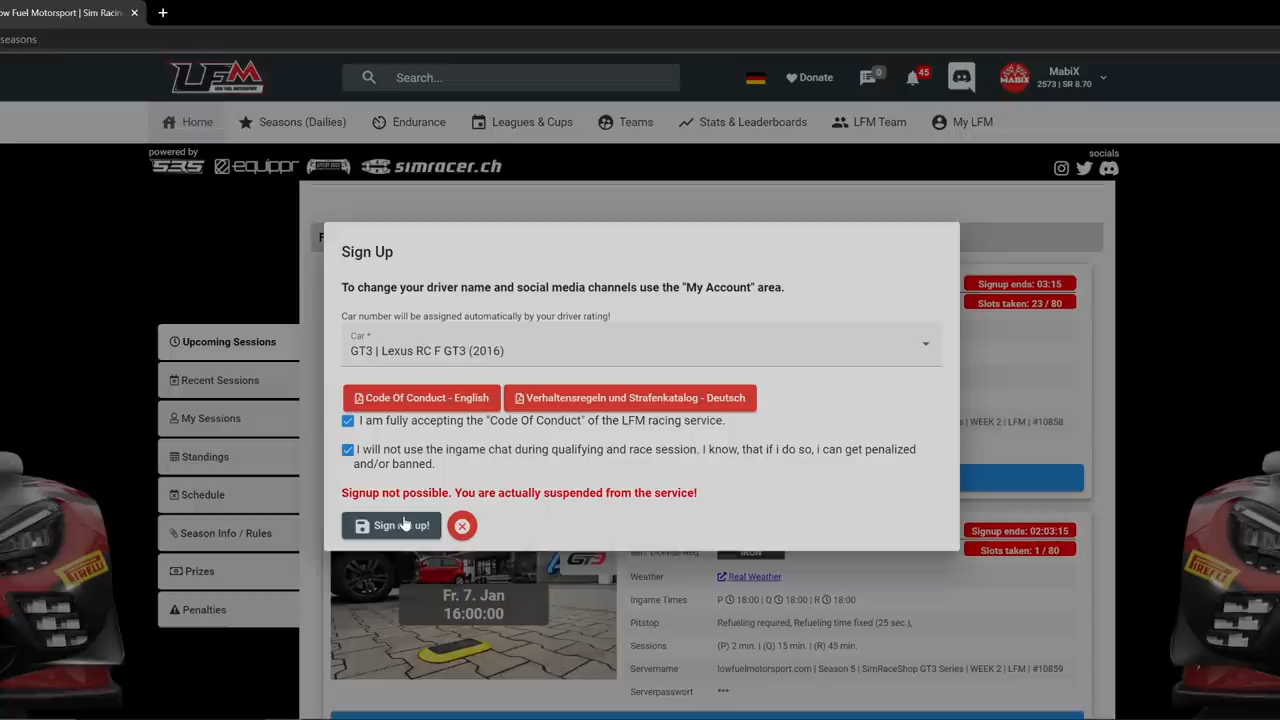 ow Fuel Motorsport | Sim Racin
seasons
LFM
LOW FUEL MOTORSPORT
Search...
Donate
0
45
MabiX
2573 | SR 8.70
Home
Seasons (Dailies)
Endurance
Leagues & Cups
Teams
Stats & Leaderboards
LFM Team
My LFM
powered by
equippr
simracer.ch
socials
F
Sign Up
To change your driver name and social media channels use the "My Account" area.
Car number will be assigned automatically by your driver rating!
Car *
GT3 | Lexus RC F GT3 (2016)
Code Of Conduct - English
Verhaltensregeln und Strafenkatalog - Deutsch
I am fully accepting the "Code Of Conduct" of the LFM racing service.
I will not use the ingame chat during qualifying and race session. I know, that if i do so, i can get penalized
and/or banned.
Signup not possible. You are actually suspended from the service!
Sign up!
Signup ends: 03:15
Slots taken: 23 / 80
| WEEK 2 | LFM | #10858
Upcoming Sessions
Recent Sessions
My Sessions
Standings
Schedule
Season Info / Rules
Prizes
Penalties
Signup ends: 02:03:15
Slots taken: 1 / 80
IRON
GT3
Fr. 7. Jan
16:00:00
Weather
Real Weather
Ingame Times
P 18:00 | Q 18:00 | R 18:00
Pitstop
Refueling required, Refueling time fixed (25 sec.),
Sessions
(P) 2 min. | (Q) 15 min. | (R) 45 min.
Servername
lowfuelmotorsport.com | Season 5 | SimRaceShop GT3 Series | WEEK 2 | LFM | #10859
Serverpasswort
***
PIRELLI
PIRELLI